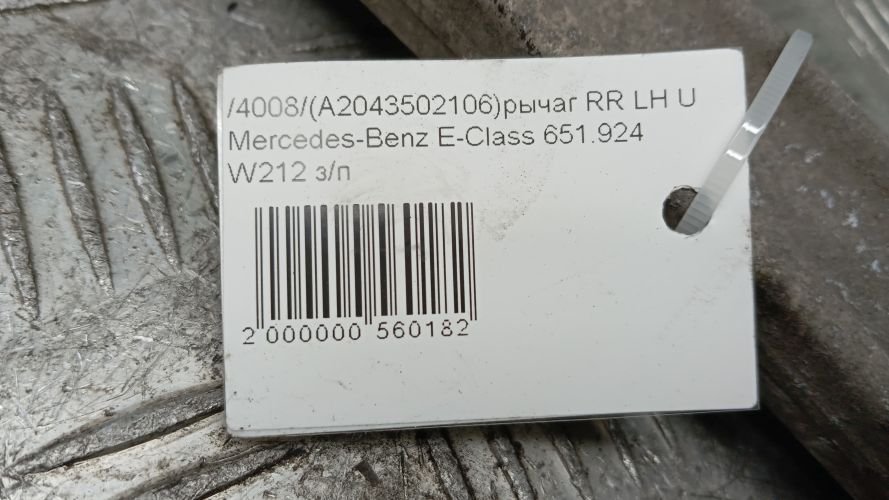 /4008/(A2043502106)рычаг RR LH U
Mercedes-Benz E-Class 651.924
W212 з/п
2 000000 560182